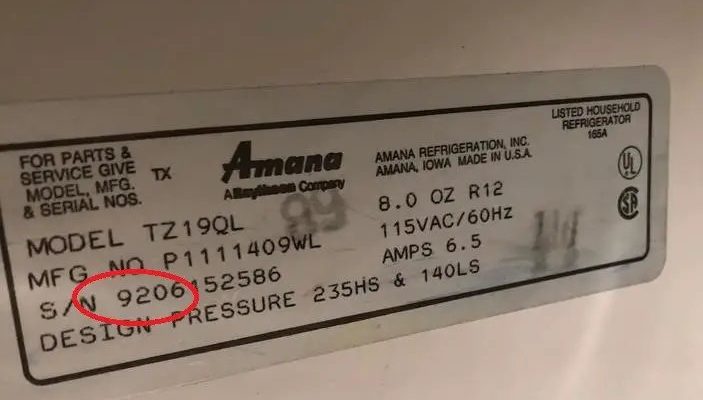 FOR PARTS &
SERVICE GIVE
MODEL, MFG.
& SERIAL NOS.
TX
Amana
A Raytheon Company
AMANA REFRIGERATION, INC.
AMANA, IOWA MADE IN U.S.A.
LISTED HOUSEHOLD
REFRIGERATOR
165A
UL
SA
MODEL TZ19QL
8.0 OZ R12
MFG NO P1111409WL
115VAC/60HZ
S/N 9206152586
AMPS 6.5
DESIGN PRESSURE 235HS & 140LS